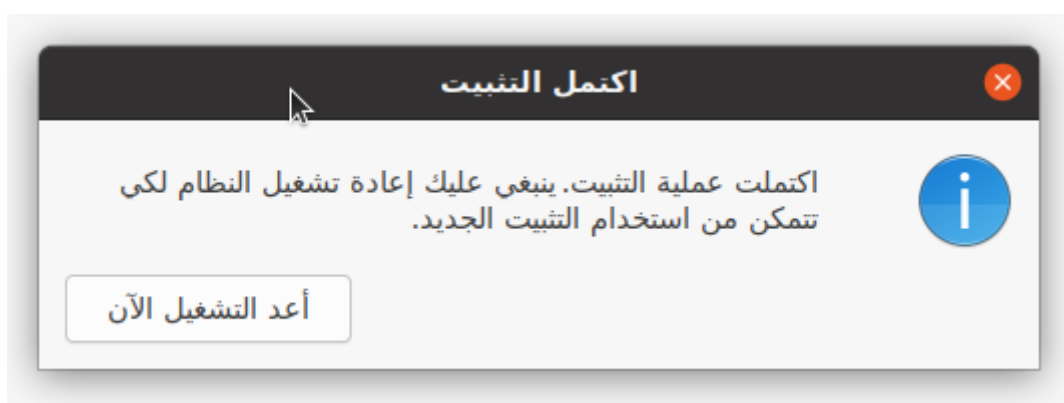 اكتمل التثبيت
اكتملت عملية التثبيت. ينبغي عليك إعادة تشغيل النظام لكي
تتمكن من استخدام التثبيت الجديد.
أعد التشغيل الآن